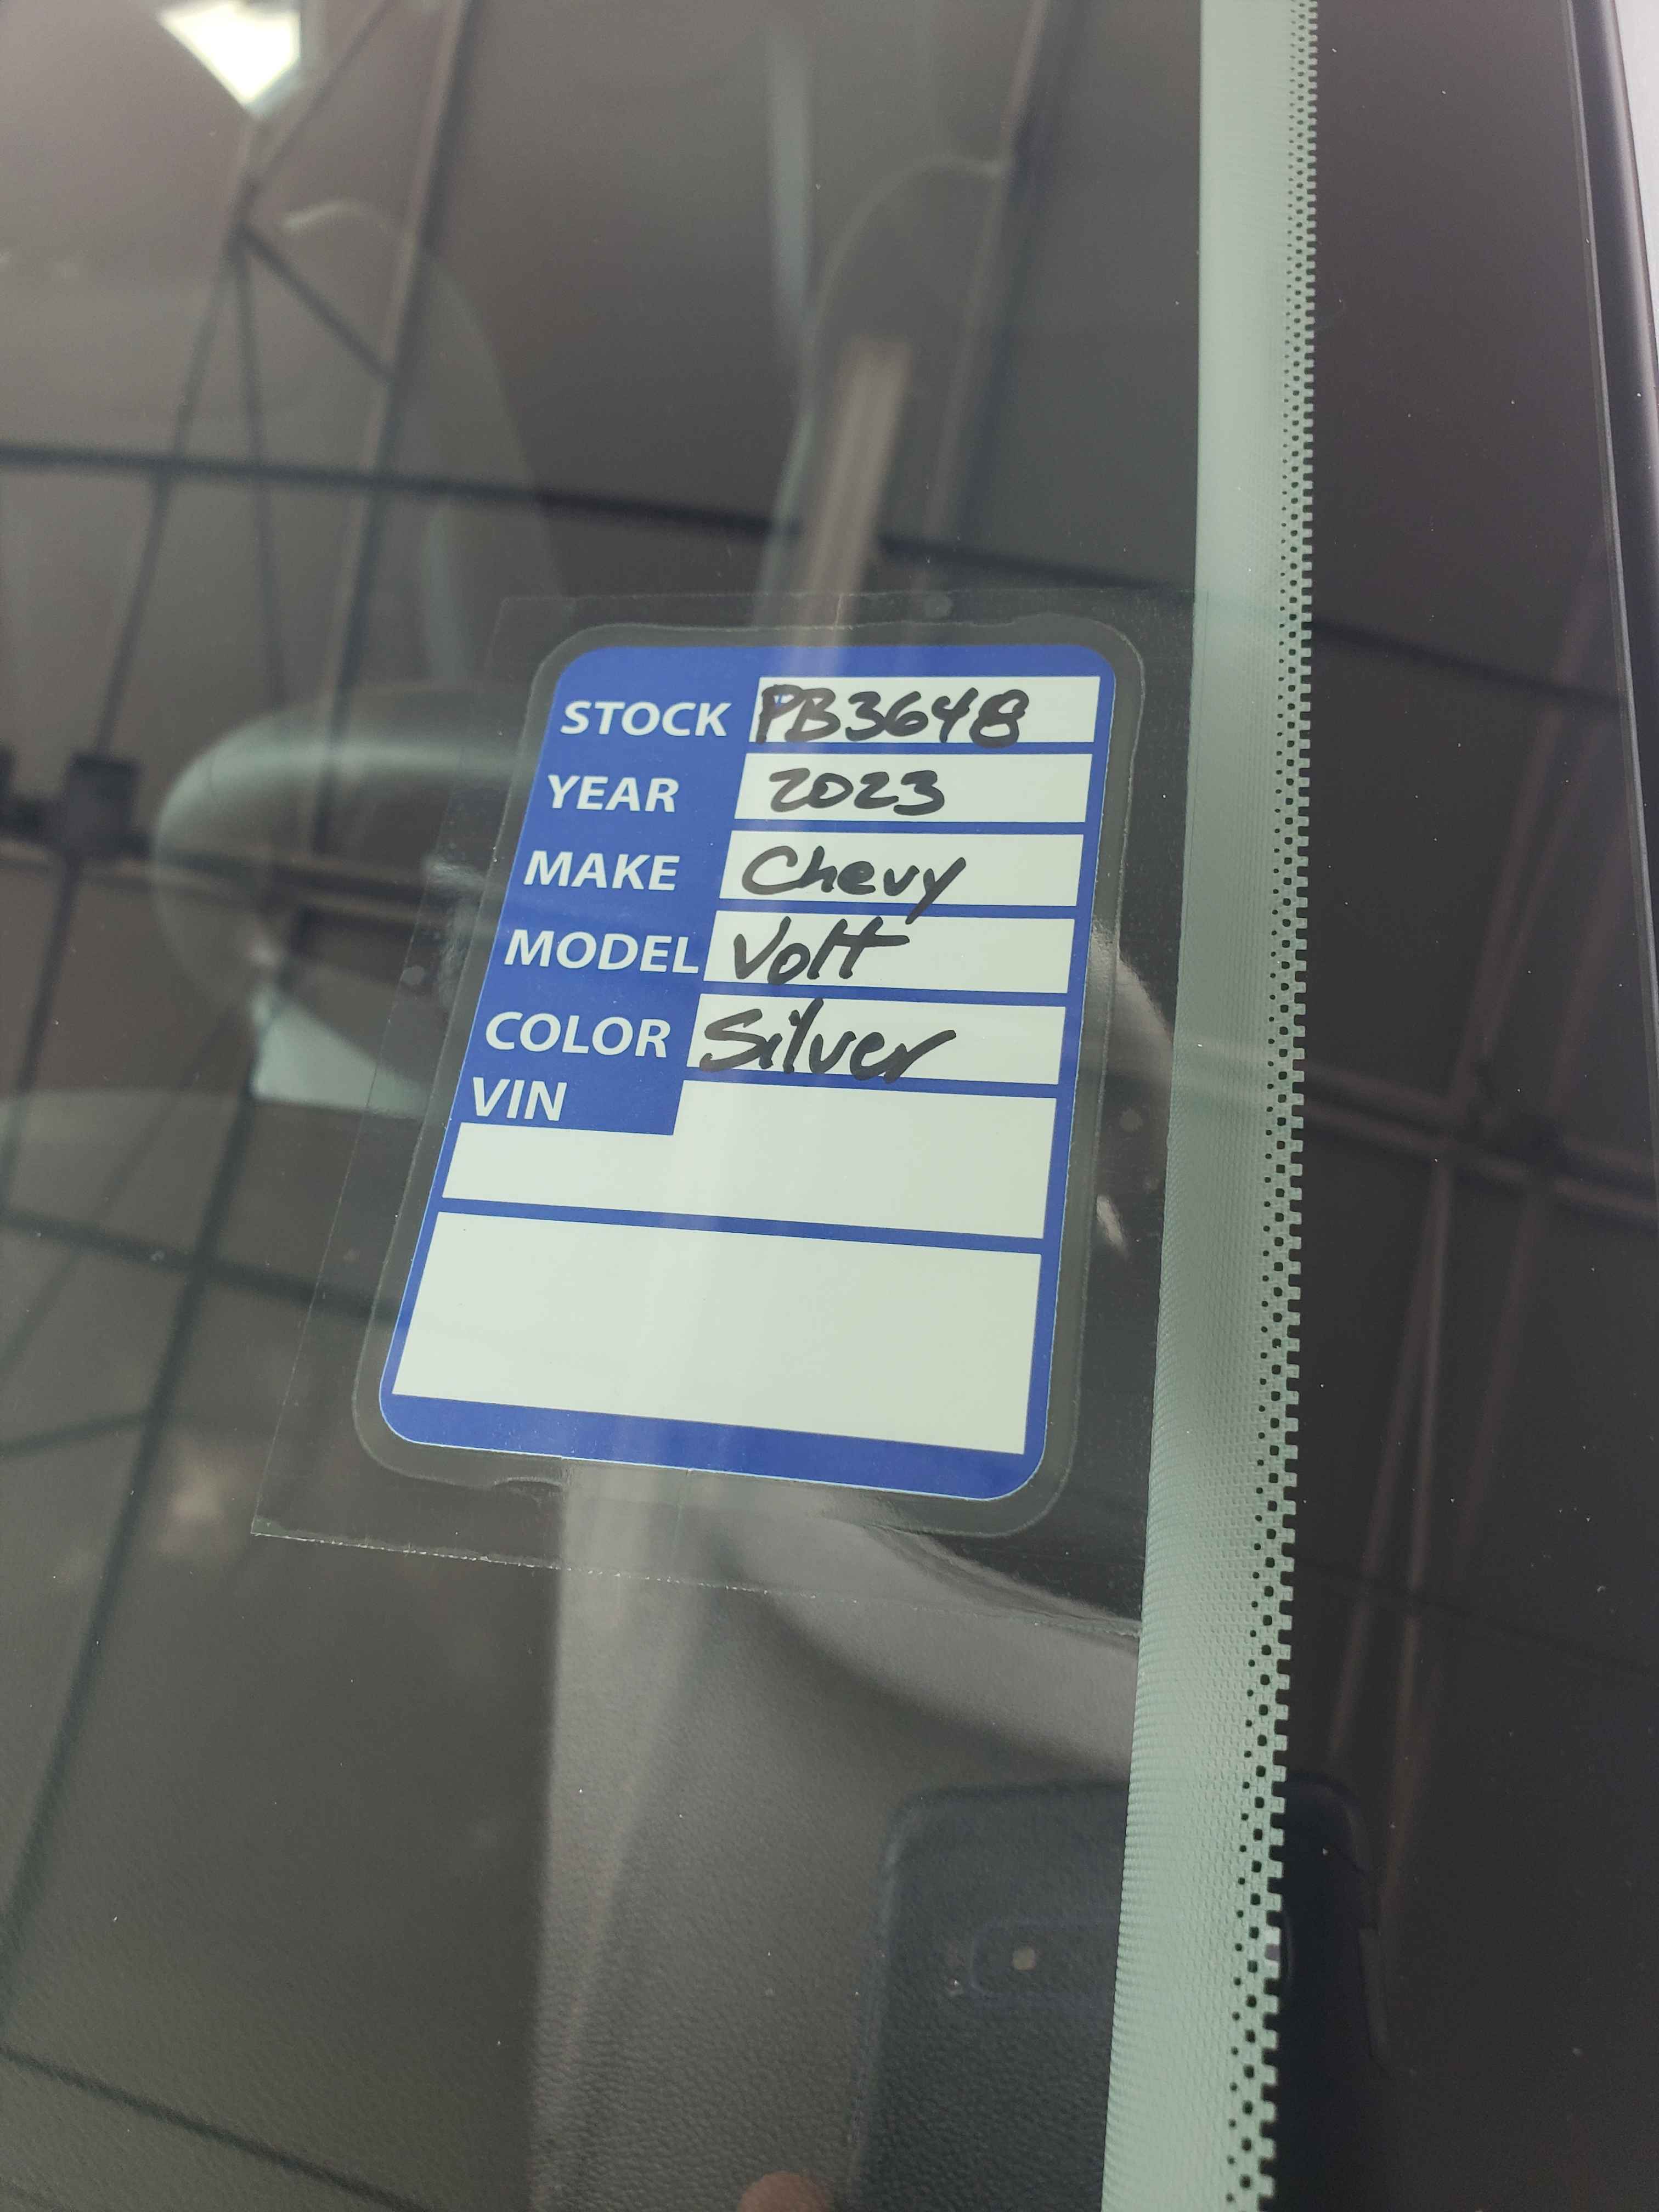 STOCK PB3648
YEAR 2023
MAKE Chevy
MODEL Volt
COLOR Silver
VIN